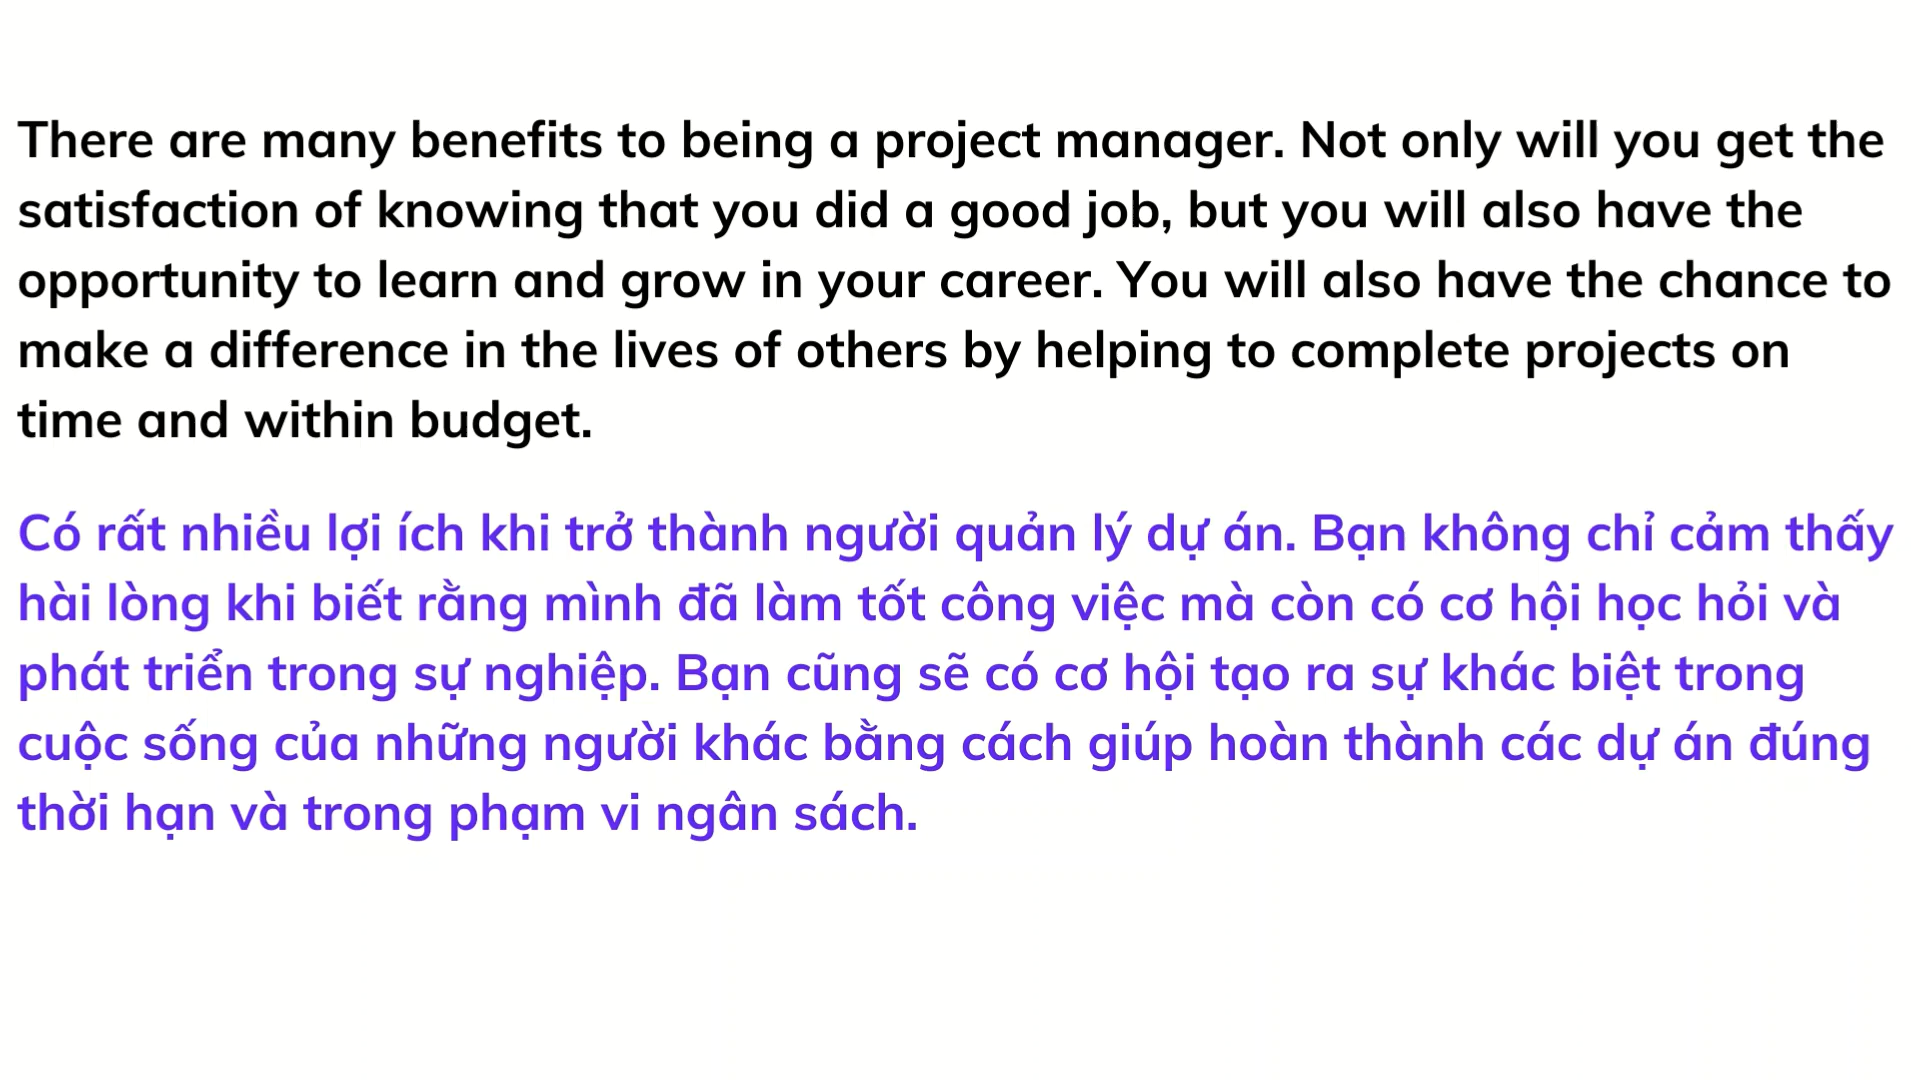 There are many benefits to being a project manager. Not only will you get the
satisfaction of knowing that you did a good job, but you will also have the
opportunity to learn and grow in your career. You will also have the chance to
make a difference in the lives of others by helping to complete projects on
time and within budget.
Có rất nhiều lợi ích khi trở thành người quản lý dự án. Bạn không chỉ cảm thấy
hài lòng khi biết rằng mình đã làm tốt công việc mà còn có cơ hội học hỏi và
phát triển trong sự nghiệp. Bạn cũng sẽ có cơ hội tạo ra sự khác biệt trong
cuộc sống của những người khác bằng cách giúp hoàn thành các dự án đúng
thời hạn và trong phạm vi ngân sách.